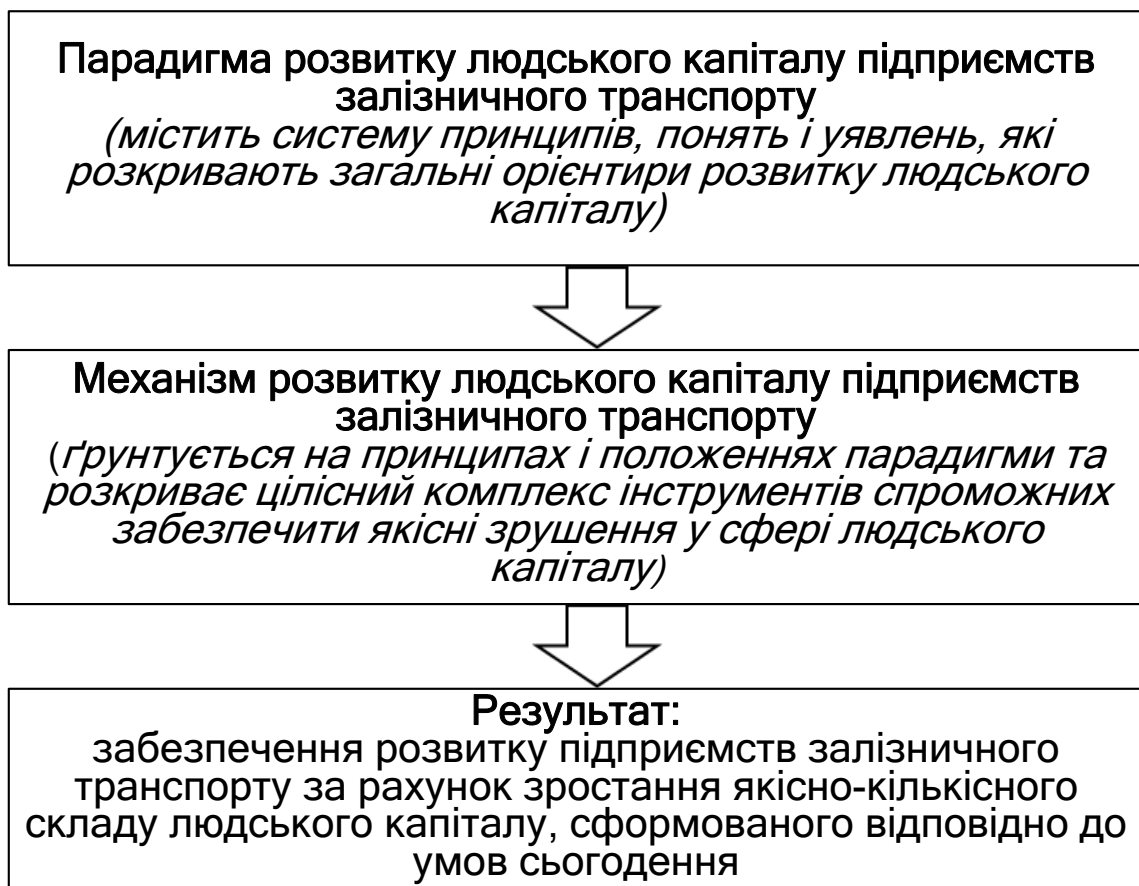 Парадигма розвитку людського капіталу підприємств
залізничного транспорту
(містить систему принципів, понять і уявлень, які
розкривають загальні орієнтири розвитку людського
капіталу)
Механізм розвитку людського капіталу підприємств
залізничного транспорту
(ґрунтується на принципах і положеннях парадигми та
розкриває цілісний комплекс інструментів спроможних
забезпечити якісні зрушення у сфері людського
капіталу)
Результат:
забезпечення розвитку підприємств залізничного
транспорту за рахунок зростання якісно-кількісного
складу людського капіталу, сформованого відповідно до
умов сьогодення